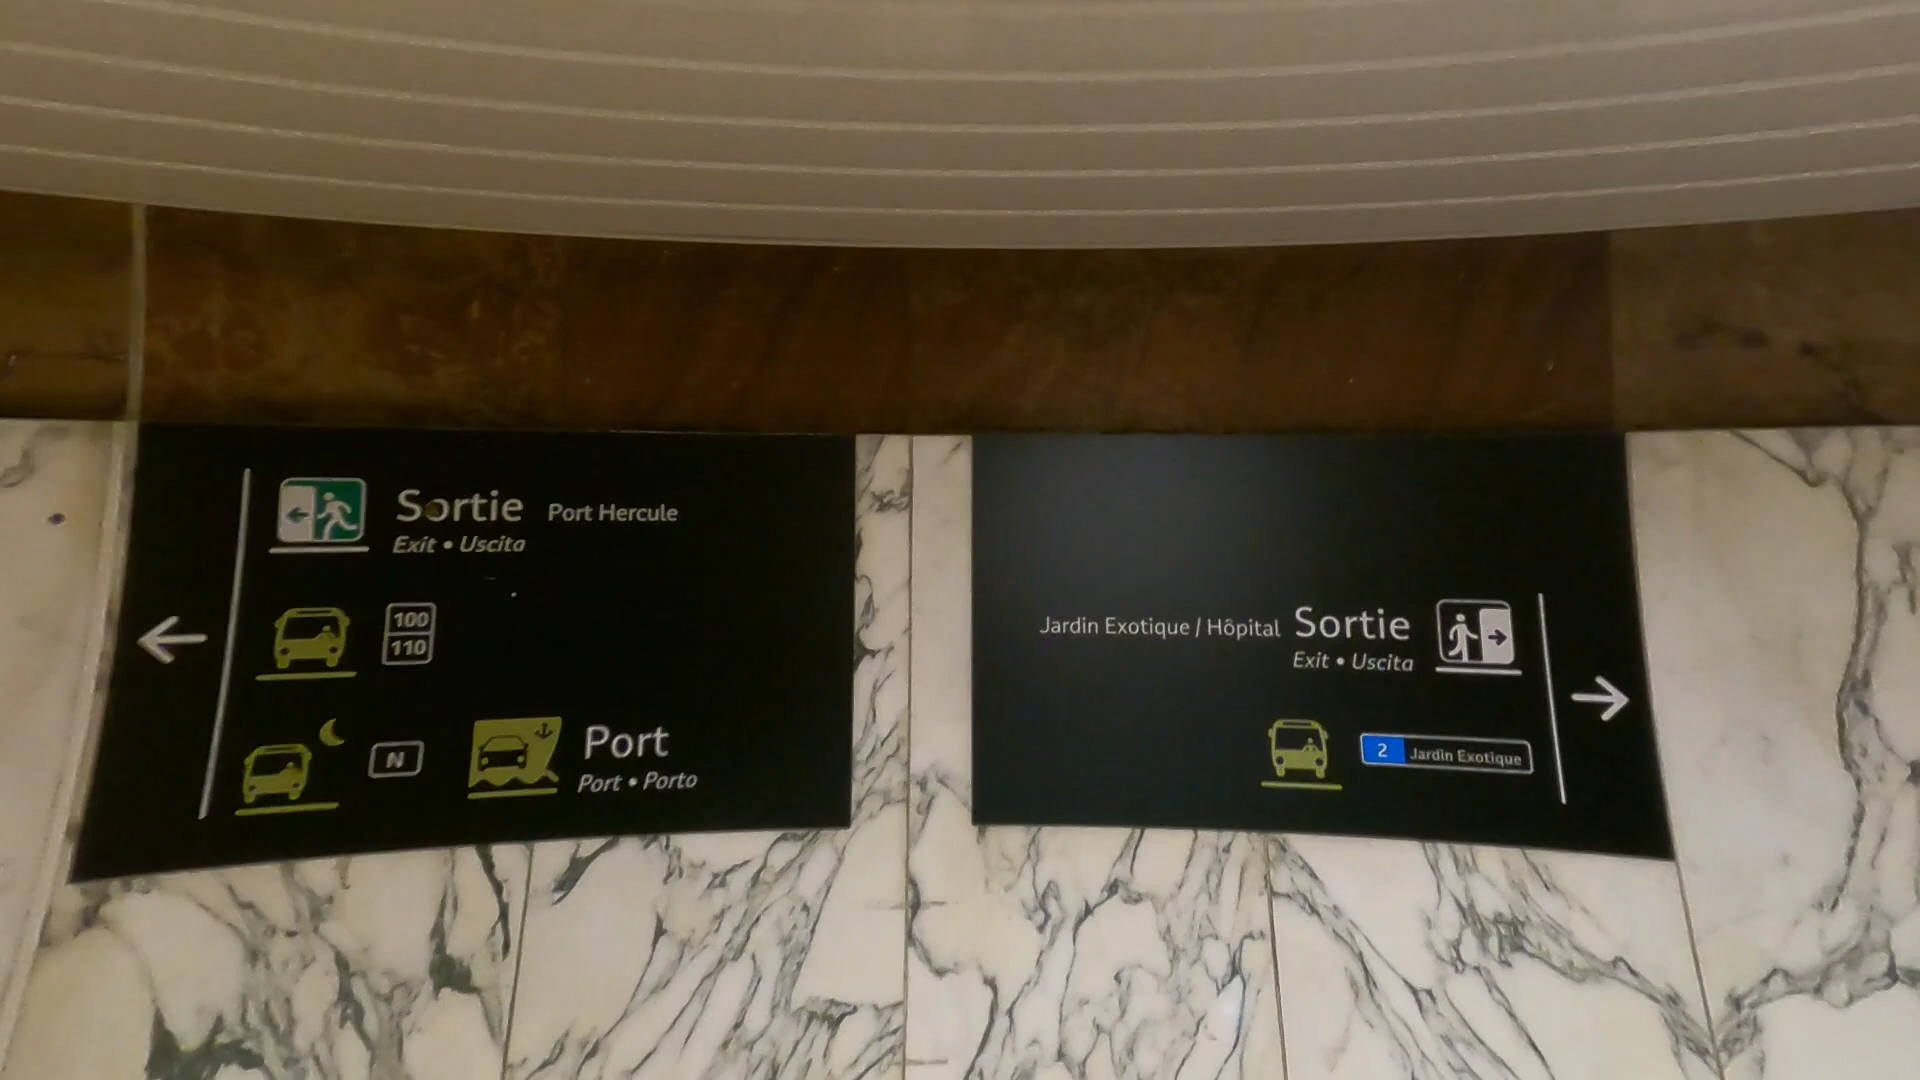 Sortie Port Hercule
Exit • Uscita
100
110
N
Port
Port • Porto
Jardin Exotique / Hôpital Sortie
Exit • Uscita
2 Jardin Exotique